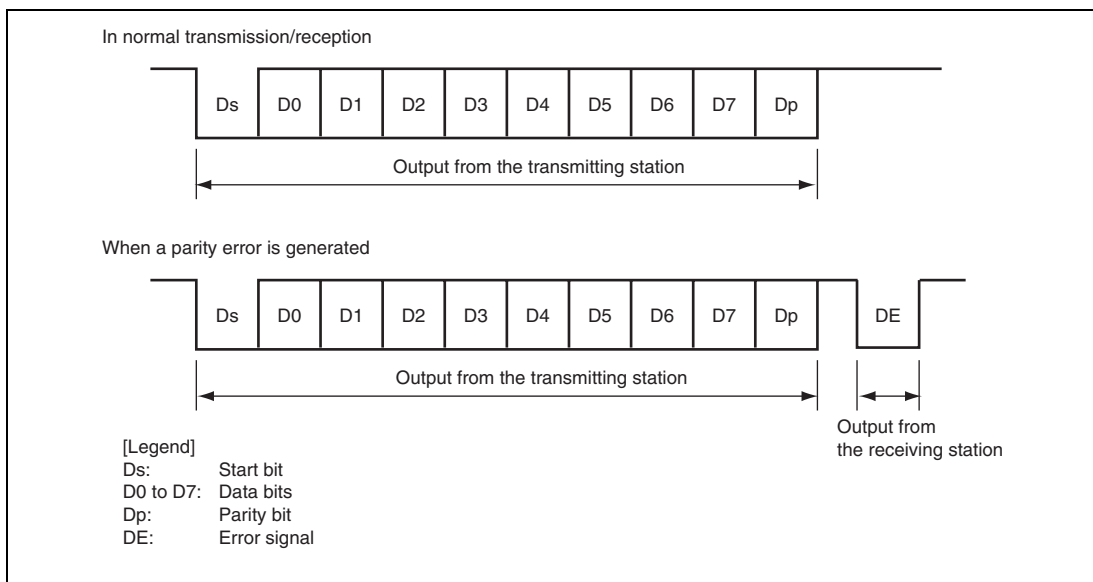 In normal transmission/reception
Ds D0 D1 D2 D3 D4 D5 D6 D7 Dp
Output from the transmitting station
When a parity error is generated
Ds D0 D1 D2 D3 D4 D5 D6 D7 Dp DE
Output from the transmitting station
Output from
the receiving station
[Legend]
Ds: Start bit
D0 to D7: Data bits
Dp: Parity bit
DE: Error signal